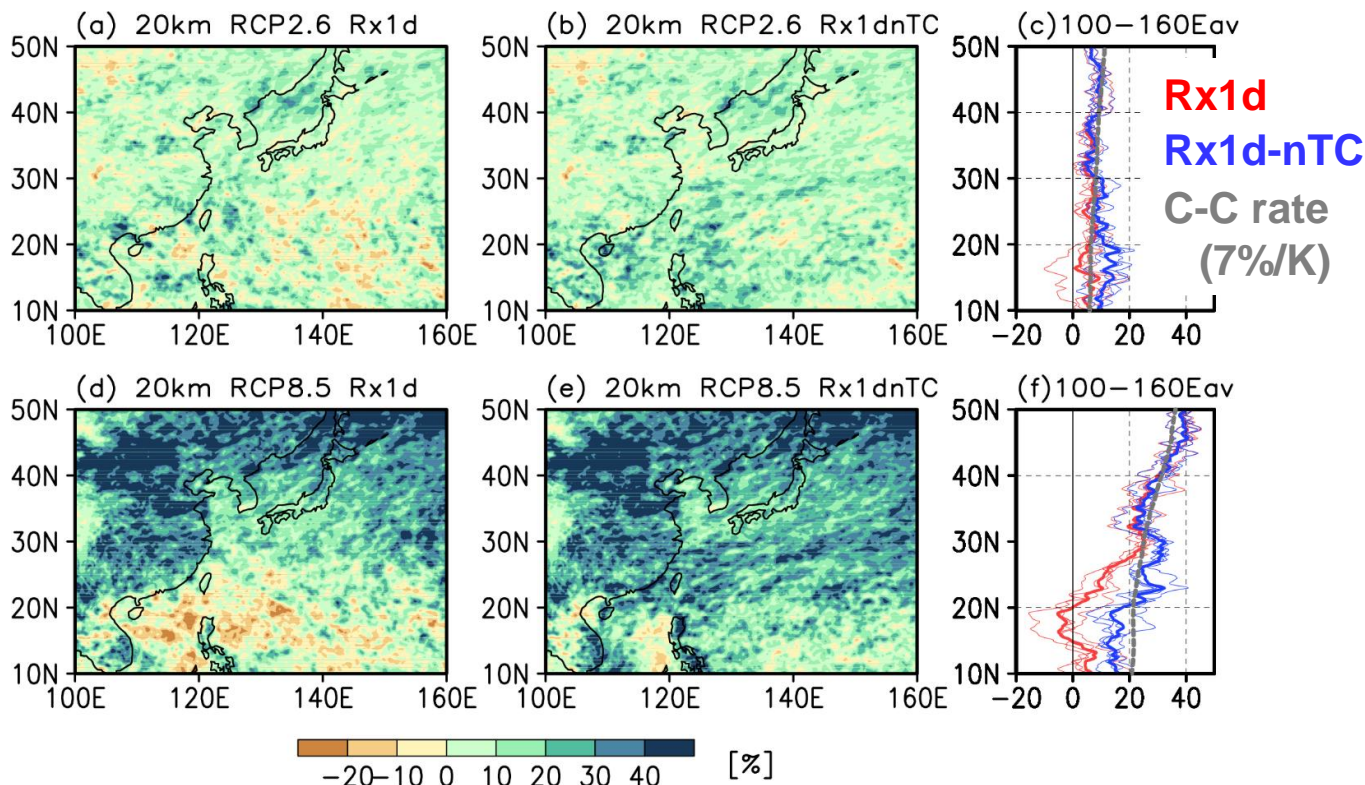 (a) 20km RCP2.6 Rx1d
(b) 20km RCP2.6 Rx1dnTC
(c)100-160Eav
50N
40N
30N
20N
10N
100E 120E 140E 160E
50N
40N
30N
20N
10N
100E 120E 140E 160E
50N
40N
30N
20N
10N
-20 0 20 40
Rx1d
Rx1d-nTC
C-C rate
(7%/K)
(d) 20km RCP8.5 Rx1d
(e) 20km RCP8.5 Rx1dnTC
(f)100-160Eav
50N
40N
30N
20N
10N
100E 120E 140E 160E
50N
40N
30N
20N
10N
100E 120E 140E 160E
50N
40N
30N
20N
10N
-20 0 20 40
-20 -10 0 10 20 30 40 [%]